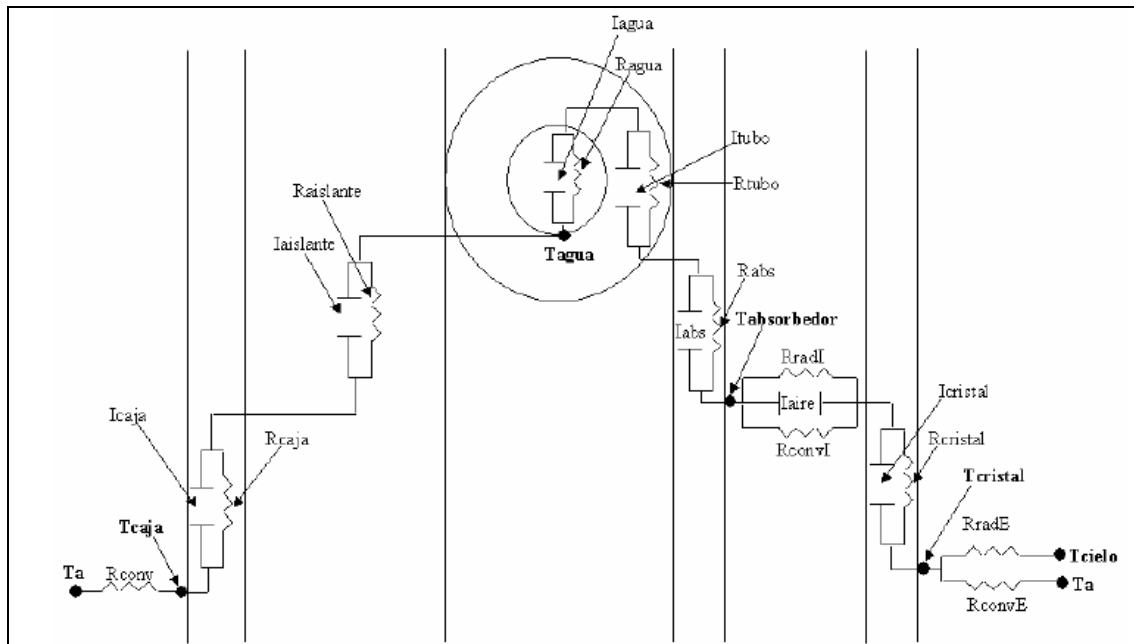 Iagua
Ragua
Itubo
Rtubo
Raislante
Iaislante
Tagua
Rabs
Tabsorbedor
Iabs
RradI
Iaire
RconvI
Icristal
Rcristal
Icaja
Rcaja
Tcristal
Tcaja
RradE
Tcielo
Ta
Rconv
Ta
RconvE